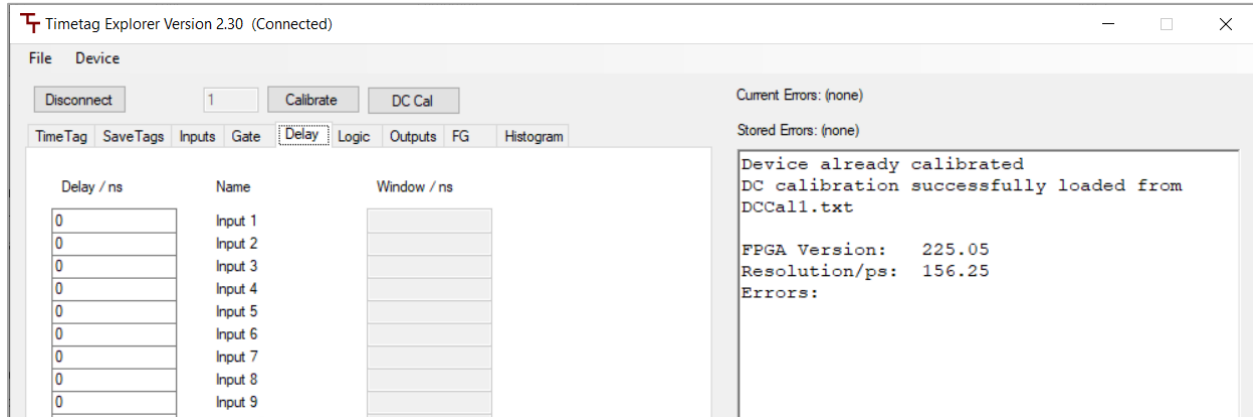 Timetag Explorer Version 2.30 (Connected)
File Device
Disconnect 1 Calibrate DC Cal
TimeTag SaveTags Inputs Gate Delay Logic Outputs FG Histogram
Delay / ns Name Window / ns
0 Input 1
0 Input 2
0 Input 3
0 Input 4
0 Input 5
0 Input 6
0 Input 7
0 Input 8
0 Input 9
Current Errors: (none)
Stored Errors: (none)
Device already calibrated
DC calibration successfully loaded from
DCCal1.txt
FPGA Version: 225.05
Resolution/ps: 156.25
Errors: